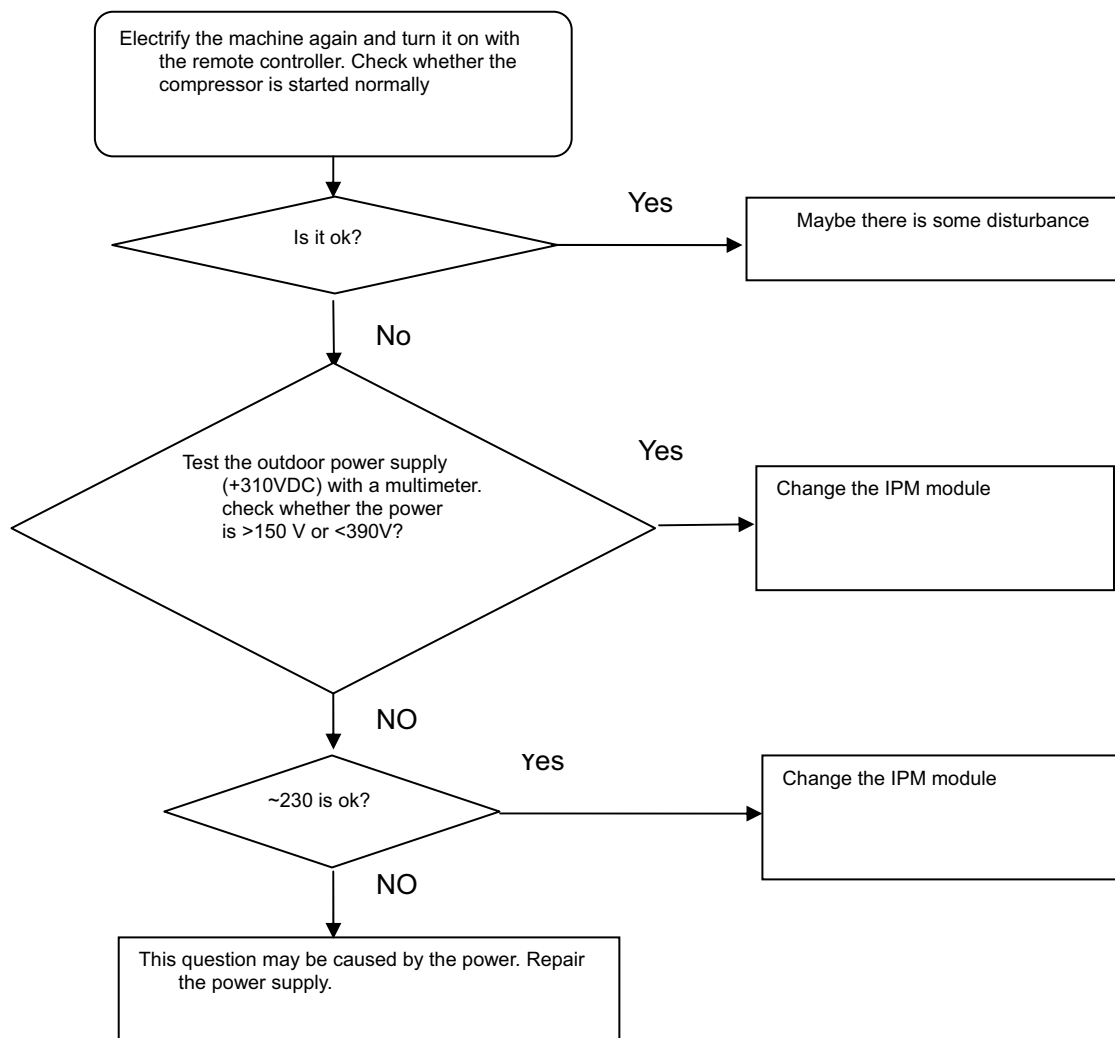 Electrify the machine again and turn it on with
the remote controller. Check whether the
compressor is started normally
Yes
Is it ok?
Maybe there is some disturbance
No
Yes
Test the outdoor power supply
(+310VDC) with a multimeter.
check whether the power
is >150 V or <390V?
Change the IPM module
NO
Yes
~230 is ok?
Change the IPM module
NO
This question may be caused by the power. Repair
the power supply.